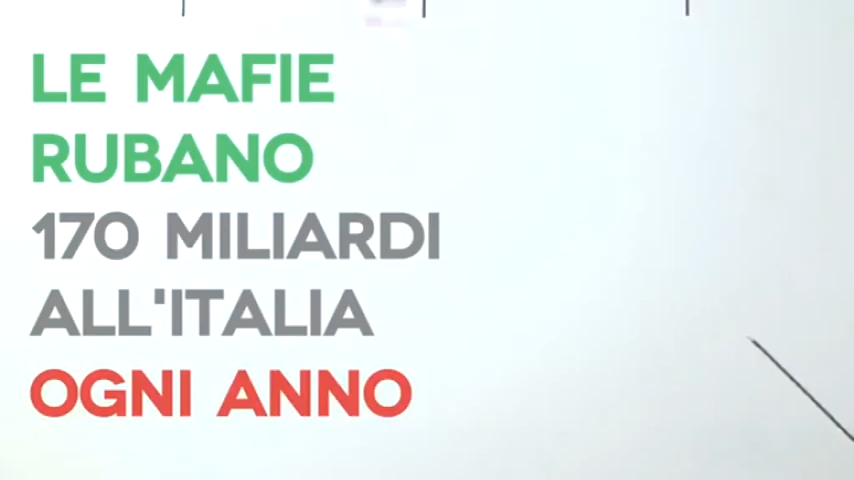 LE MAFIE
RUBANO
170 MILIARDI
ALL'ITALIA
OGNI ANNO